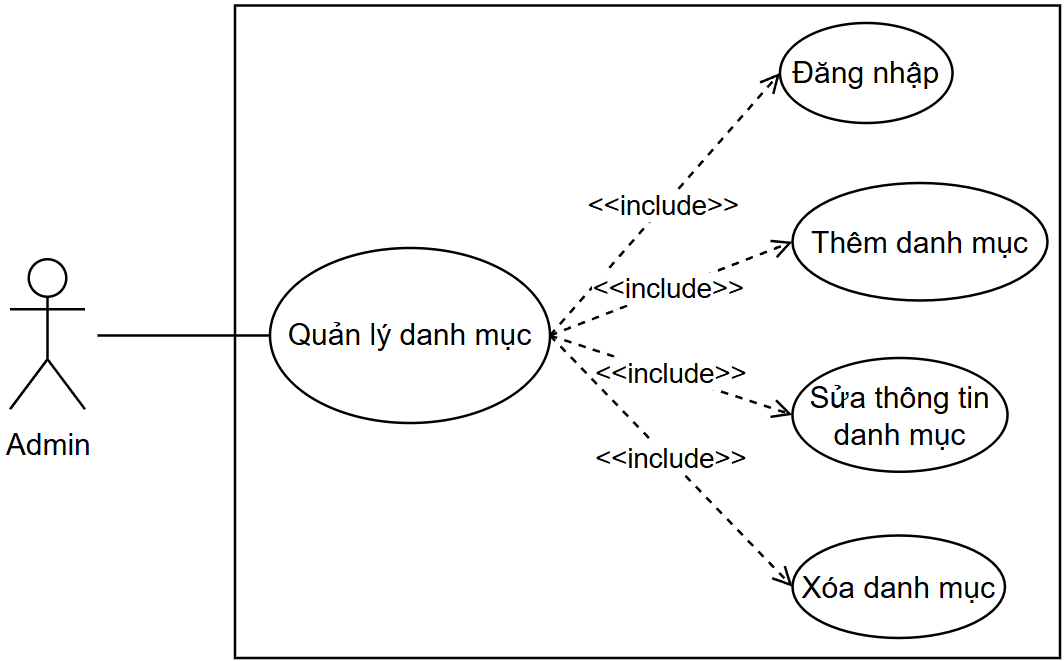 Đăng nhập
<<include>>
Thêm danh mục
<<include>>
Quản lý danh mục
<<include>>
Sửa thông tin
danh mục
Admin
<<include>>
Xóa danh mục